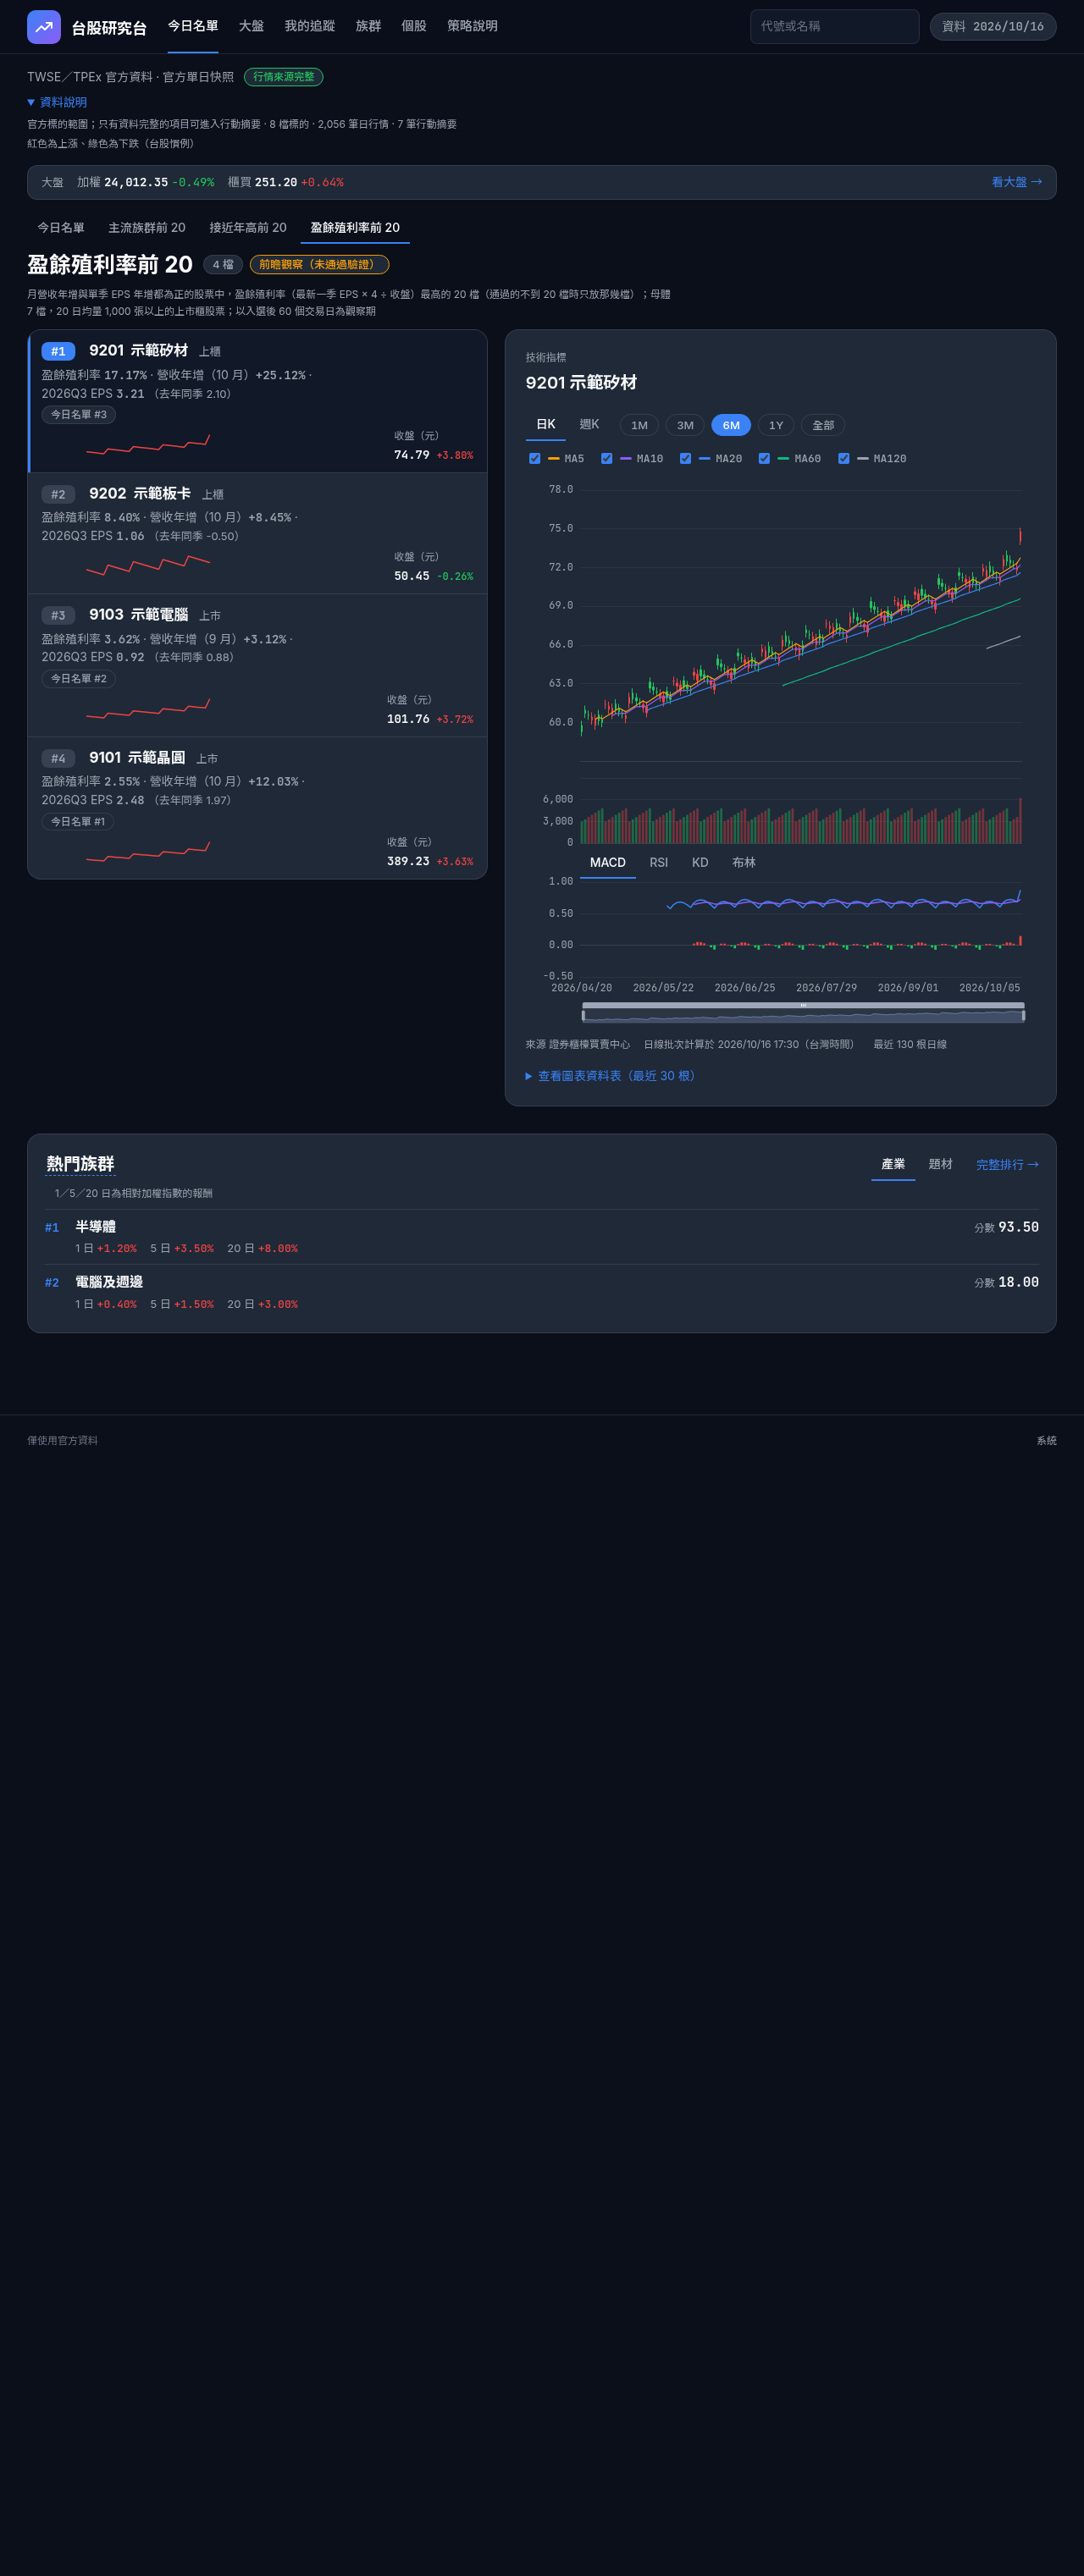 台股研究台
今日名單 大盤 我的追蹤 族群 個股 策略說明
代號或名稱
資料 2026/10/16
TWSE／TPEx 官方資料 · 官方單日快照 行情來源完整
▼ 資料說明
官方標的範圍；只有資料完整的項目可進入行動摘要 · 8 檔標的 · 2,056 筆日行情 · 7 筆行動摘要
紅色為上漲、綠色為下跌（台股慣例）
大盤 加權 24,012.35 -0.49% 櫃買 251.20 +0.64% 看大盤 →
今日名單 主流族群前 20 接近年高前 20 盈餘殖利率前 20
盈餘殖利率前 20 4 檔 前瞻觀察（未通過驗證）
月營收年增與單季 EPS 年增都為正的股票中，盈餘殖利率（最新一季 EPS × 4 ÷ 收盤）最高的 20 檔（通過的不到 20 檔時只放那幾檔）；母體
7 檔，20 日均量 1,000 張以上的上市櫃股票；以入選後 60 個交易日為觀察期
#1 9201 示範矽材 上櫃
盈餘殖利率 17.17% · 營收年增（10 月）+25.12% ·
2026Q3 EPS 3.21 （去年同季 2.10）
今日名單 #3
收盤（元）
74.79 +3.80%
#2 9202 示範板卡 上櫃
盈餘殖利率 8.40% · 營收年增（10 月）+8.45% ·
2026Q3 EPS 1.06 （去年同季 -0.50）
收盤（元）
50.45 -0.26%
#3 9103 示範電腦 上市
盈餘殖利率 3.62% · 營收年增（9 月）+3.12% ·
2026Q3 EPS 0.92 （去年同季 0.88）
今日名單 #2
收盤（元）
101.76 +3.72%
#4 9101 示範晶圓 上市
盈餘殖利率 2.55% · 營收年增（10 月）+12.03% ·
2026Q3 EPS 2.48 （去年同季 1.97）
今日名單 #1
收盤（元）
389.23 +3.63%
技術指標
9201 示範矽材
日K 週K 1M 3M 6M 1Y 全部
MA5 MA10 MA20 MA60 MA120
78.0
75.0
72.0
69.0
66.0
63.0
60.0
6,000
3,000
0
MACD RSI KD 布林
1.00
0.50
0.00
-0.50
2026/04/20 2026/05/22 2026/06/25 2026/07/29 2026/09/01 2026/10/05
來源 證券櫃檯買賣中心 日線批次計算於 2026/10/16 17:30（台灣時間） 最近 130 根日線
▶ 查看圖表資料表（最近 30 根）
熱門族群
產業 題材 完整排行 →
1／5／20 日為相對加權指數的報酬
#1 半導體 分數 93.50
1 日 +1.20% 5 日 +3.50% 20 日 +8.00%
#2 電腦及週邊 分數 18.00
1 日 +0.40% 5 日 +1.50% 20 日 +3.00%
僅使用官方資料 系統